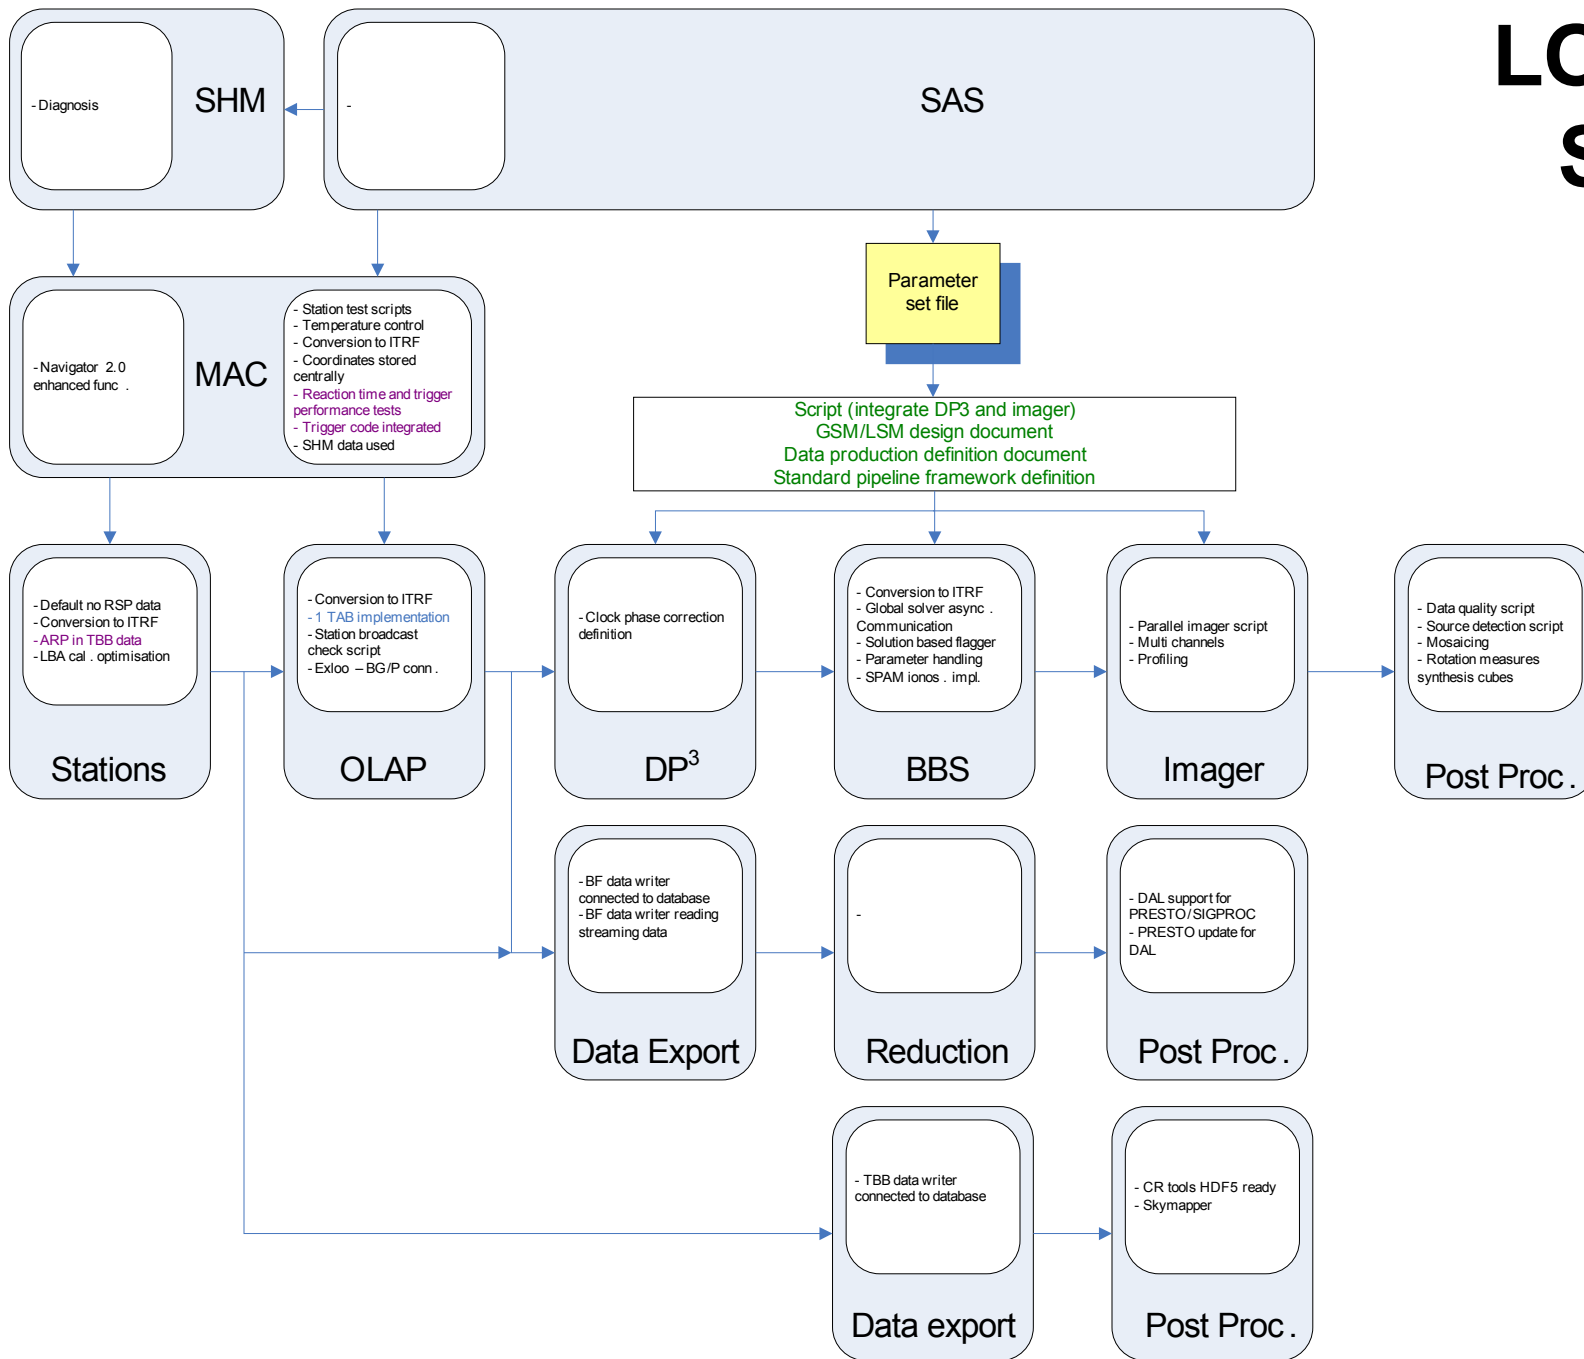 LO
S
- Diagnosis
SHM
-
SAS
Parameter
set file
- Navigator 2.0
enhanced func .
MAC
- Station test scripts
- Temperature control
- Conversion to ITRF
- Coordinates stored
centrally
- Reaction time and trigger
performance tests
- Trigger code integrated
- SHM data used
Script (integrate DP3 and imager)
GSM/LSM design document
Data production definition document
Standard pipeline framework definition
- Default no RSP data
- Conversion to ITRF
- ARP in TBB data
- LBA cal . optimisation
Stations
- Conversion to ITRF
- 1 TAB implementation
- Station broadcast
check script
- Exloo – BG/P conn .
OLAP
- Clock phase correction
definition
DP3
- Conversion to ITRF
- Global solver async .
Communication
- Solution based flagger
- Parameter handling
- SPAM ionos . impl.
BBS
- Parallel imager script
- Multi channels
- Profiling
Imager
- Data quality script
- Source detection script
- Mosaicing
- Rotation measures
synthesis cubes
Post Proc .
- BF data writer
connected to database
- BF data writer reading
streaming data
Data Export
-
Reduction
- DAL support for
PRESTO/SIGPROC
- PRESTO update for
DAL
Post Proc .
- TBB data writer
connected to database
Data export
- CR tools HDF5 ready
- Skymapper
Post Proc .